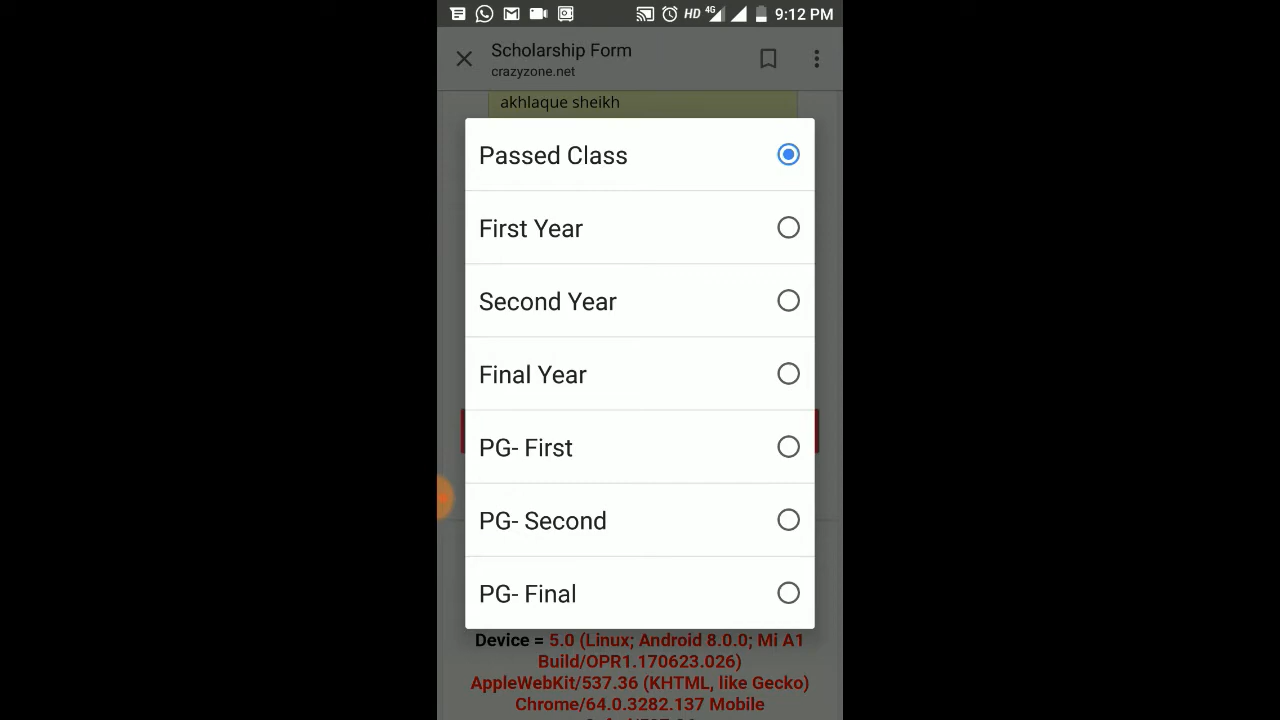 HD 4G 9:12 PM
Scholarship Form
crazyzone.net
akhlaque sheikh
Passed Class
First Year
Second Year
Final Year
PG- First
PG- Second
PG- Final
Device = 5.0 (Linux; Android 8.0.0; Mi A1
Build/OPR1.170623.026)
AppleWebKit/537.36 (KHTML, like Gecko)
Chrome/64.0.3282.137 Mobile